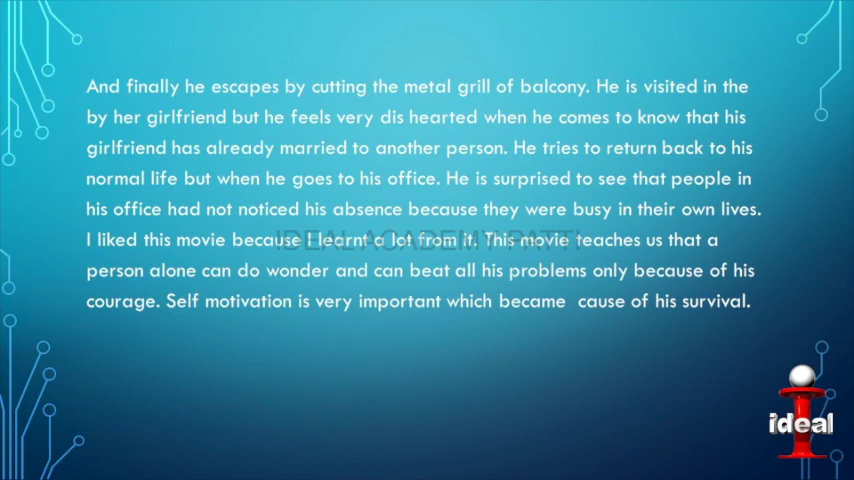 And finally he escapes by cutting the metal grill of balcony. He is visited in the
by her girlfriend but he feels very dis hearted when he comes to know that his
girlfriend has already married to another person. He tries to return back to his
normal life but when he goes to his office. He is surprised to see that people in
his office had not noticed his absence because they were busy in their own lives.
I liked this movie because I learnt a lot from it. This movie teaches us that a
person alone can do wonder and can beat all his problems only because of his
courage. Self motivation is very important which became  cause of his survival.
IDEAL ACADEMY PATTI
ideal